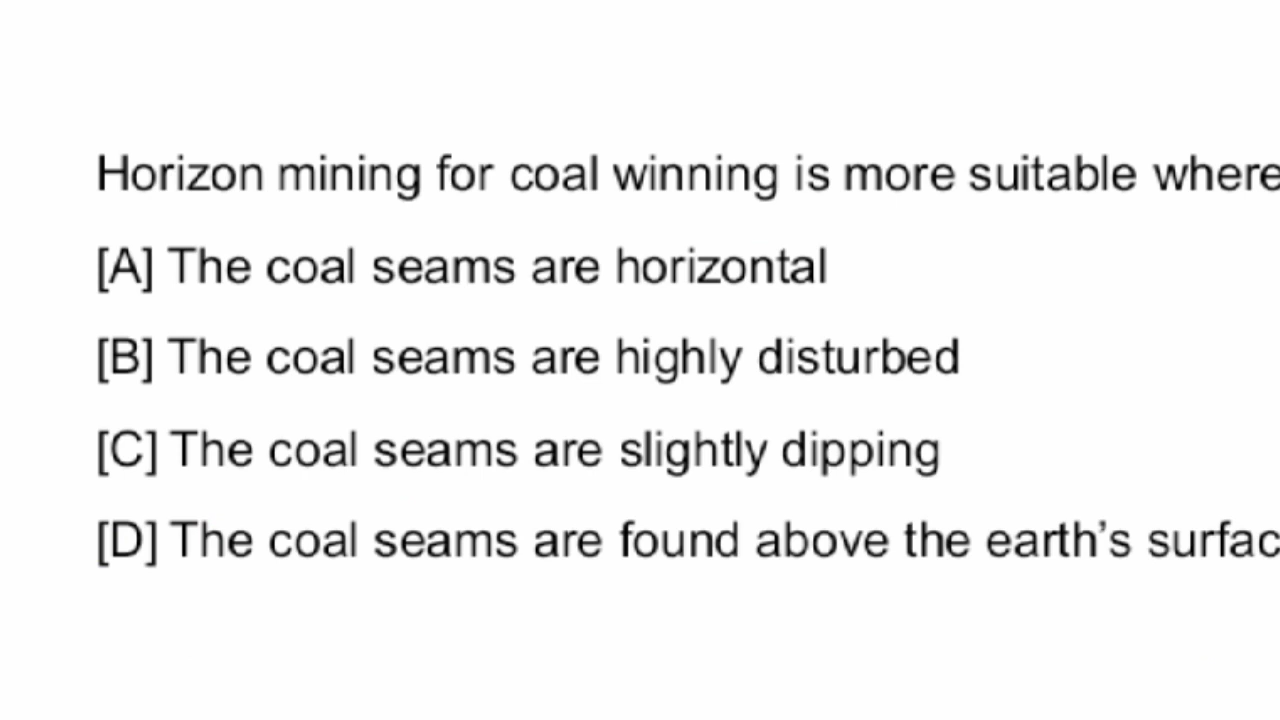 Horizon mining for coal winning is more suitable where
[A] The coal seams are horizontal
[B] The coal seams are highly disturbed
[C] The coal seams are slightly dipping
[D] The coal seams are found above the earth’s surfac